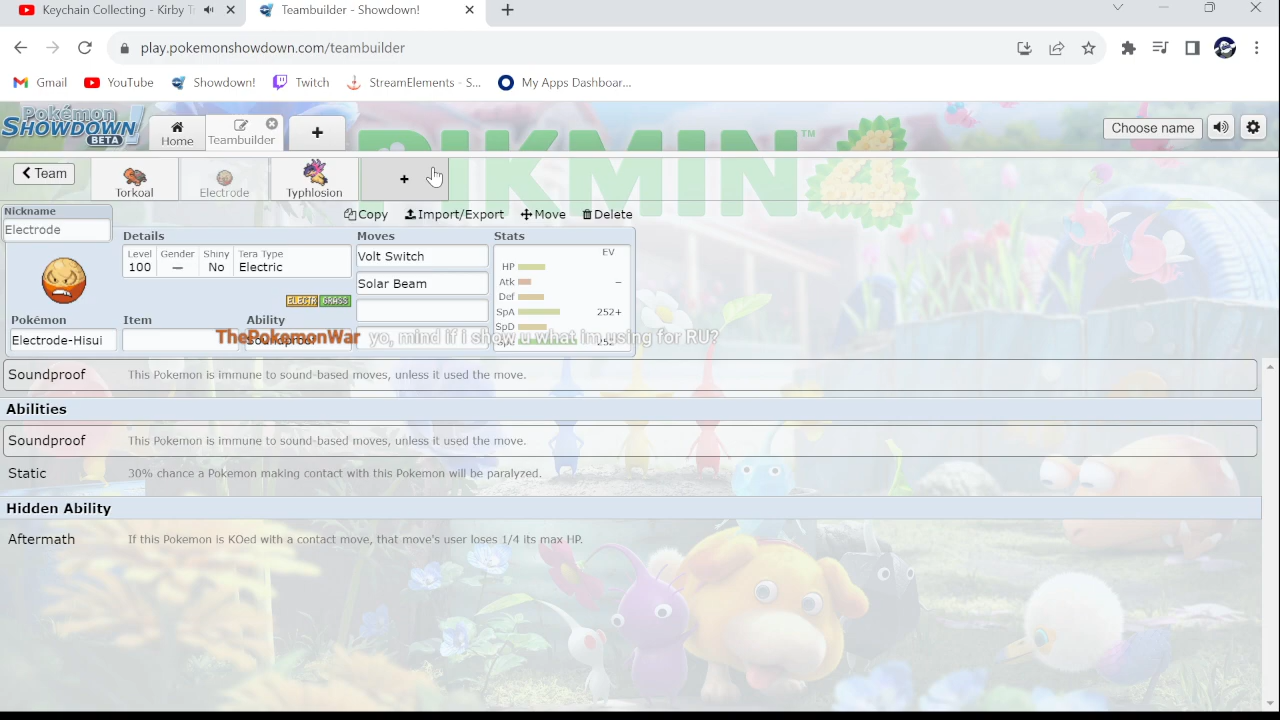 Keychain Collecting - Kirby Ti
Teambuilder - Showdown!
play.pokemonshowdown.com/teambuilder
Gmail
YouTube
Showdown!
Twitch
StreamElements - S...
My Apps Dashboar...
Pokémon
SHOWDOWN!
BETA
Home
Teambuilder
+
Choose name
PIKMIN™ 4
Team
Torkoal
Electrode
Typhlosion
+
Nickname
Electrode
Copy
Import/Export
Move
Delete
Details
Moves
Stats
Level
Gender
Shiny
Tera Type
100
—
No
Electric
Volt Switch
Solar Beam
EV
HP
Atk
–
Def
SpA
252+
SpD
ELECTR
GRASS
Pokémon
Item
Ability
Electrode-Hisui
Soundproof
ThePokemonWar yo, mind if i show u what im using for RU?
Soundproof
This Pokemon is immune to sound-based moves, unless it used the move.
Abilities
Soundproof
This Pokemon is immune to sound-based moves, unless it used the move.
Static
30% chance a Pokemon making contact with this Pokemon will be paralyzed.
Hidden Ability
Aftermath
If this Pokemon is KOed with a contact move, that move's user loses 1/4 its max HP.